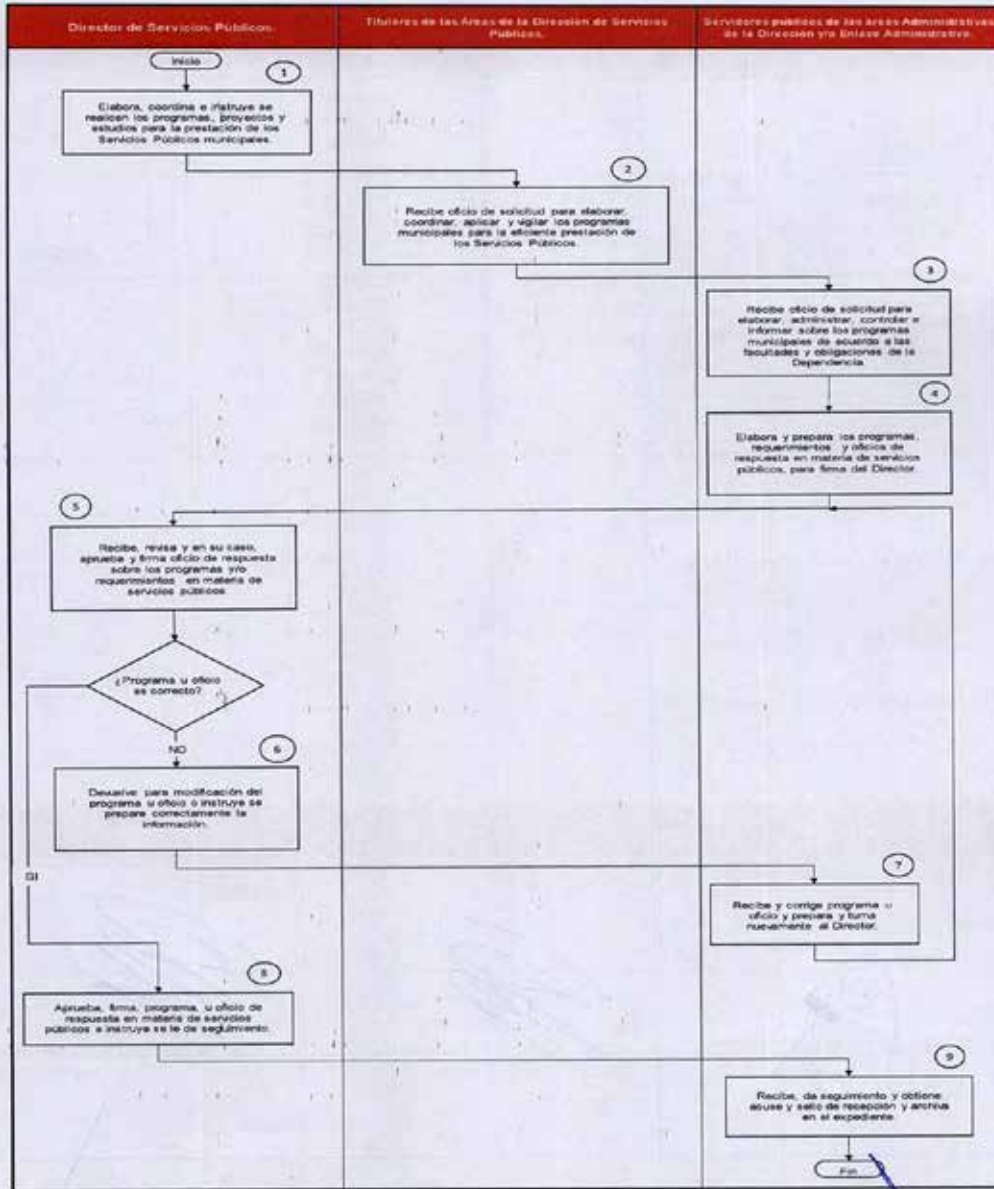 Director de Servicios Públicos.
Titulares de las Áreas de la Dirección de Servicios
Públicos.
Servidores públicos de las áreas Administrativas
de la Dirección y/o Enlace Administrativo.
Inicio
1
Elabora, coordina e instruye se
realicen los programas, proyectos y
estudios para la prestación de los
Servicios Públicos municipales.
2
Recibe oficio de solicitud para elaborar,
coordinar, aplicar y vigilar los programas
municipales para la eficiente prestación de
los Servicios Públicos.
3
Recibe oficio de solicitud para
elaborar, administrar, controlar e
informar sobre los programas
municipales de acuerdo a las
facultades y obligaciones de la
Dependencia.
4
Elabora y prepara los programas,
requerimientos y oficios de
respuesta en materia de servicios
públicos, para firma del Director.
5
Recibe, revisa y en su caso,
aprueba y firma oficio de respuesta
sobre los programas y/o
requerimientos en materia de
servicios públicos
¿Programa u oficio
es correcto?
NO
6
Devuelve para modificación del
programa u oficio o instruye se
prepare correctamente la
información.
SI
7
Recibe y corrige programa u
oficio y prepara y turna
nuevamente al Director.
8
Aprueba, firma, programa, u oficio de
respuesta en materia de servicios
públicos e instruye se le de seguimiento.
9
Recibe, da seguimiento y obtiene
acuse y sello de recepción y archiva
en el expediente.
Fin